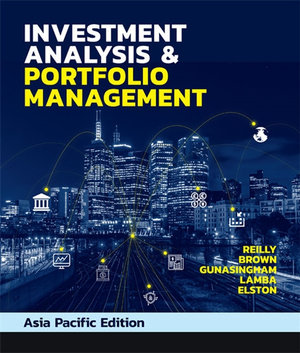 INVESTMENT
ANALYSIS &
PORTFOLIO
MANAGEMENT
REILLY
BROWN
GUNASINGHAM
LAMBA
ELSTON
Asia Pacific Edition